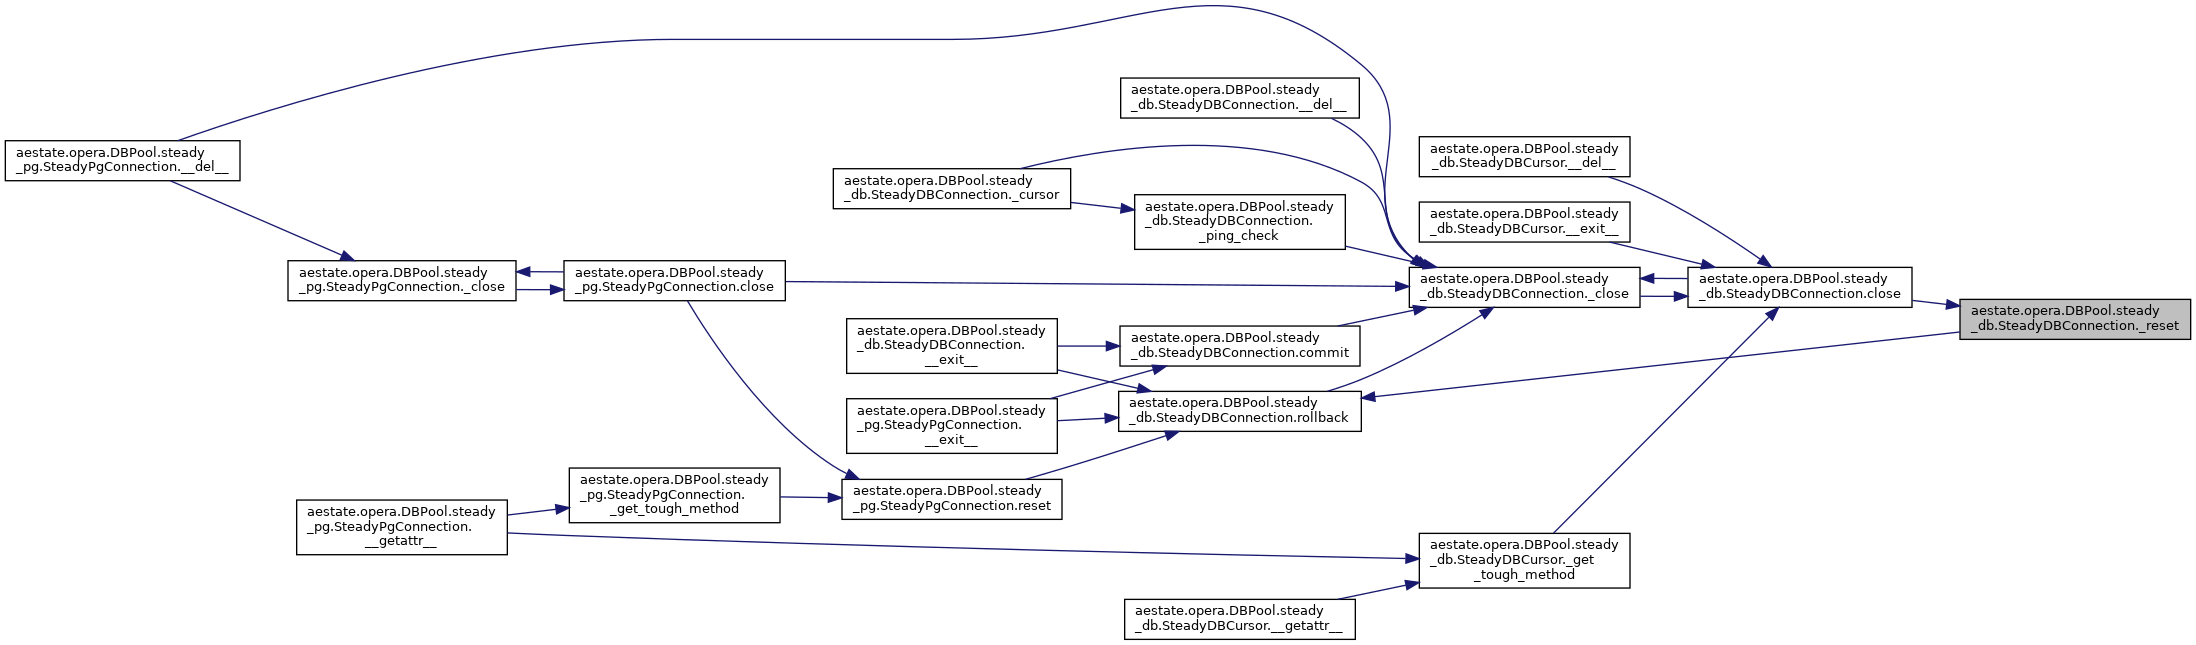 aestate.opera.DBPool.steady
_db.SteadyDBConnection.__del__
aestate.opera.DBPool.steady
_pg.SteadyPgConnection.__del__
aestate.opera.DBPool.steady
_db.SteadyDBCursor.__del__
aestate.opera.DBPool.steady
_db.SteadyDBConnection._cursor
aestate.opera.DBPool.steady
_db.SteadyDBConnection.
_ping_check
aestate.opera.DBPool.steady
_db.SteadyDBCursor.__exit__
aestate.opera.DBPool.steady
_pg.SteadyPgConnection._close
aestate.opera.DBPool.steady
_pg.SteadyPgConnection.close
aestate.opera.DBPool.steady
_db.SteadyDBConnection._close
aestate.opera.DBPool.steady
_db.SteadyDBConnection.close
aestate.opera.DBPool.steady
_db.SteadyDBConnection._reset
aestate.opera.DBPool.steady
_db.SteadyDBConnection.
__exit__
aestate.opera.DBPool.steady
_db.SteadyDBConnection.commit
aestate.opera.DBPool.steady
_pg.SteadyPgConnection.
__exit__
aestate.opera.DBPool.steady
_db.SteadyDBConnection.rollback
aestate.opera.DBPool.steady
_pg.SteadyPgConnection.
_get_tough_method
aestate.opera.DBPool.steady
_pg.SteadyPgConnection.reset
aestate.opera.DBPool.steady
_pg.SteadyPgConnection.
__getattr__
aestate.opera.DBPool.steady
_db.SteadyDBCursor._get
_tough_method
aestate.opera.DBPool.steady
_db.SteadyDBCursor.__getattr__